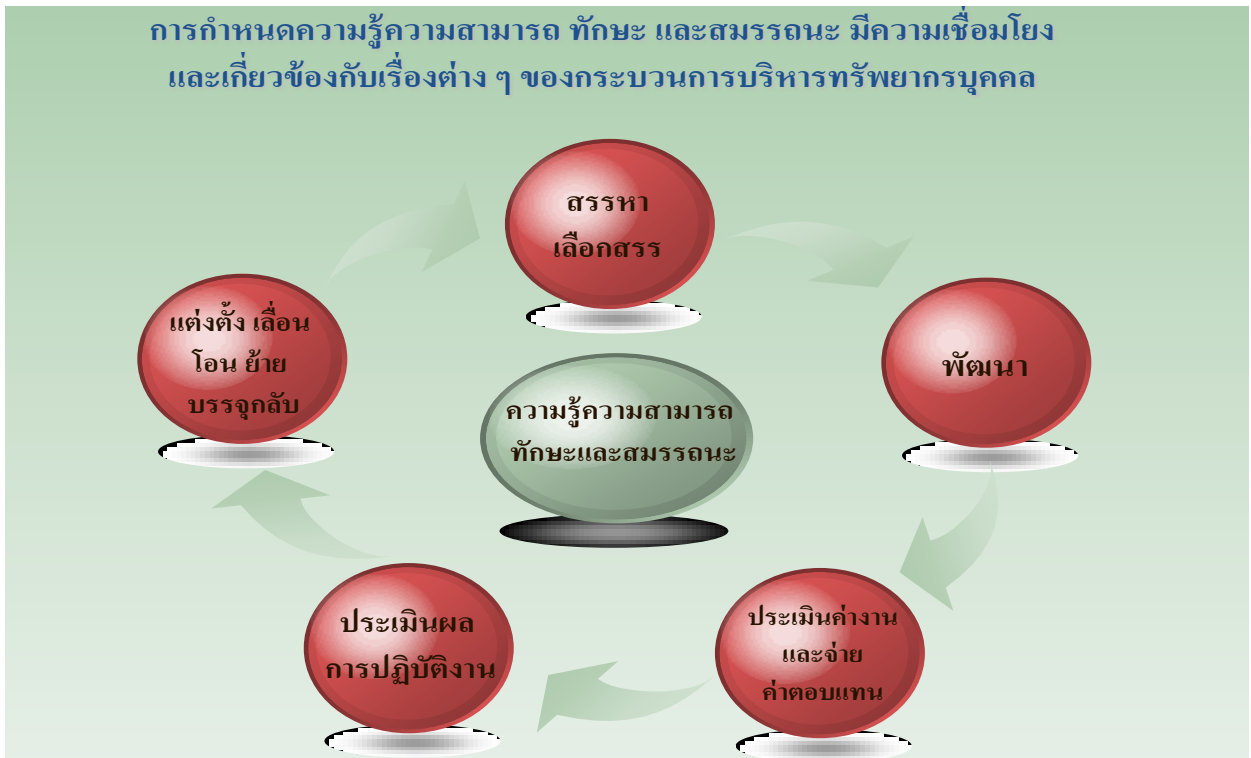 การกำหนดความรู้ความสามารถ ทักษะ และสมรรถนะ มีความเชื่อมโยง
และเกี่ยวข้องกับเรื่องต่าง ๆ ของกระบวนการบริหารทรัพยากรบุคคล
สรรหา
เลือกสรร
แต่งตั้ง เลื่อน
โอน ย้าย
บรรจุกลับ
พัฒนา
ความรู้ความสามารถ
ทักษะและสมรรถนะ
ประเมินผล
การปฏิบัติงาน
ประเมินค่างาน
และจ่าย
ค่าตอบแทน